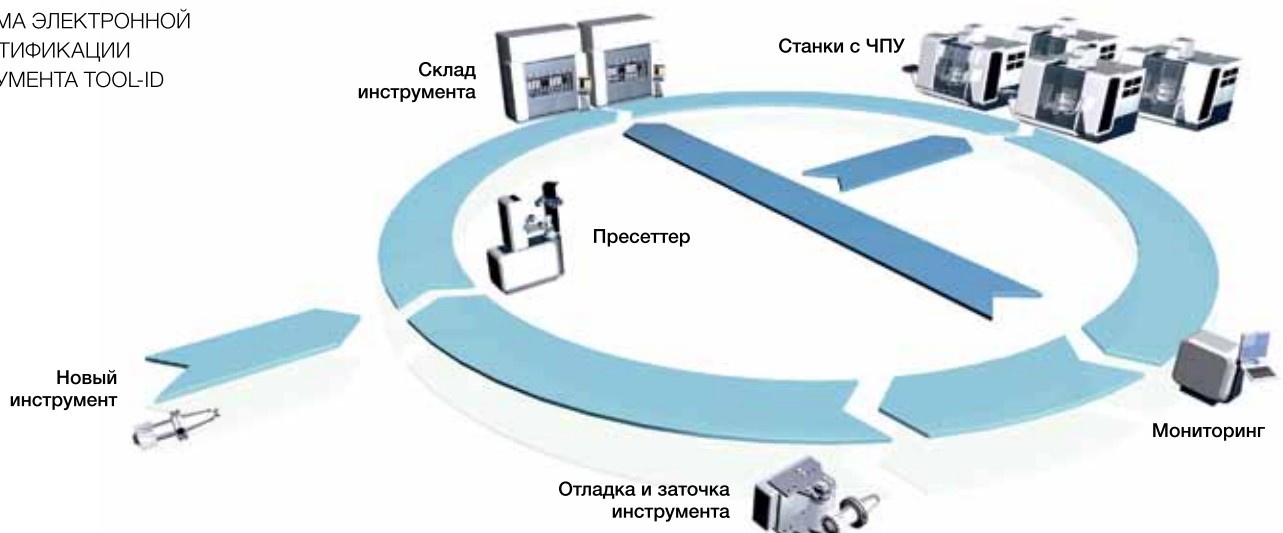 МА ЭЛЕКТРОННОЙ
ТИФИКАЦИИ
УМЕНТА TOOL-ID
Станки с ЧПУ
Склад
инструмента
Пресеттер
Новый
инструмент
Мониторинг
Отладка и заточка
инструмента